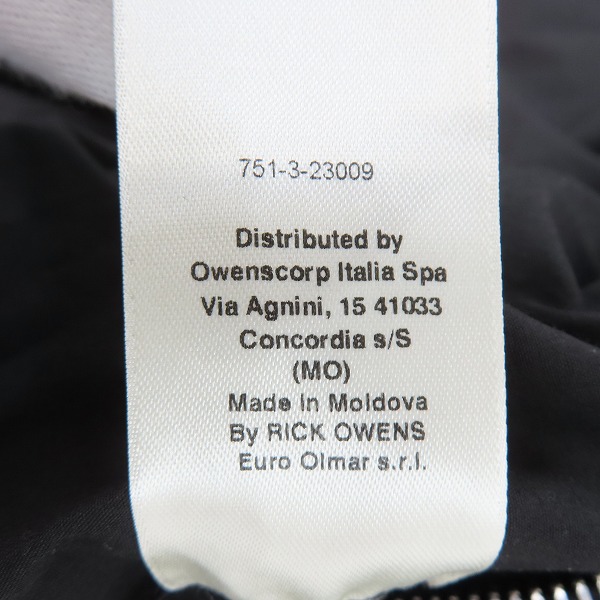 751-3-23009
Distributed by
Owenscorp Italia Spa
Via Agnini, 15 41033
Concordia s/S
(MO)
Made In Moldova
By RICK OWENS
Euro Olmar s.r.l.